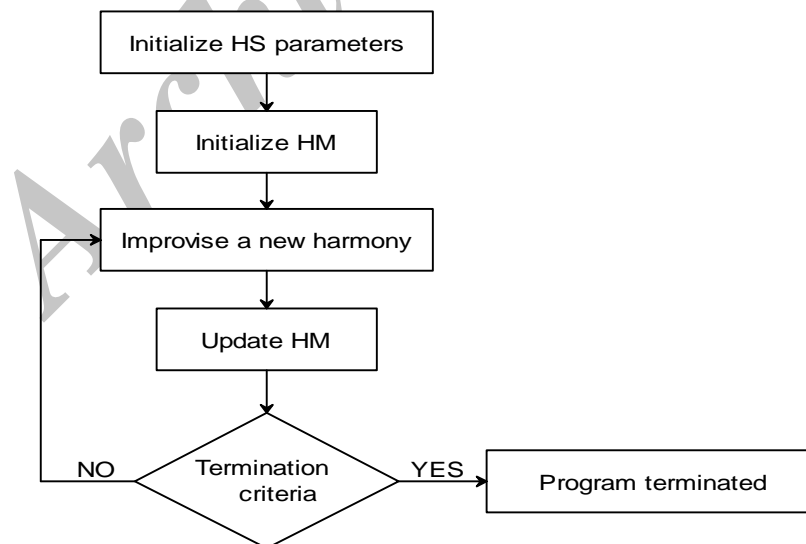 Initialize HS parameters
Initialize HM
Improvise a new harmony
Update HM
NO
Termination
criteria
YES
Program terminated